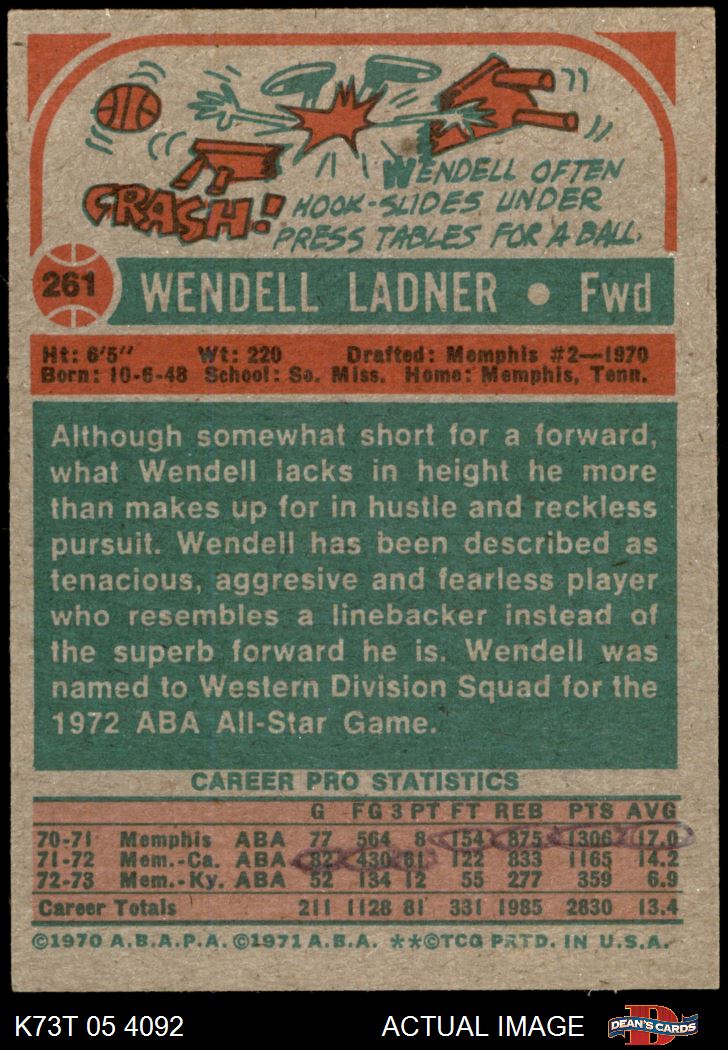 WENDELL OFTEN
CRASH! HOOK-SLIDES UNDER
PRESS TABLES FOR A BALL.
261 WENDELL LADNER • Fwd
Ht: 6'5" Wt: 220 Drafted: Memphis #2—1970
Born: 10-6-48 School: So. Miss. Home: Memphis, Tenn.
Although somewhat short for a forward,
what Wendell lacks in height he more
than makes up for in hustle and reckless
pursuit. Wendell has been described as
tenacious, aggresive and fearless player
who resembles a linebacker instead of
the superb forward he is. Wendell was
named to Western Division Squad for the
1972 ABA All-Star Game.
CAREER PRO STATISTICS
G FG 3 PT FT REB PTS AVG
70-71 Memphis ABA 77 564 8 154 875 1306 17.0
71-72 Mem.-Ca. ABA 82 430 61 122 833 1165 14.2
72-73 Mem.-Ky. ABA 52 134 12 55 277 359 6.9
Career Totals 211 1128 81 331 1985 2830 13.4
©1970 A.B.A.P.A. ©1971 A.B.A. **©TCG PRTD. IN U.S.A.
K73T 05 4092 ACTUAL IMAGE DEAN'S CARDS